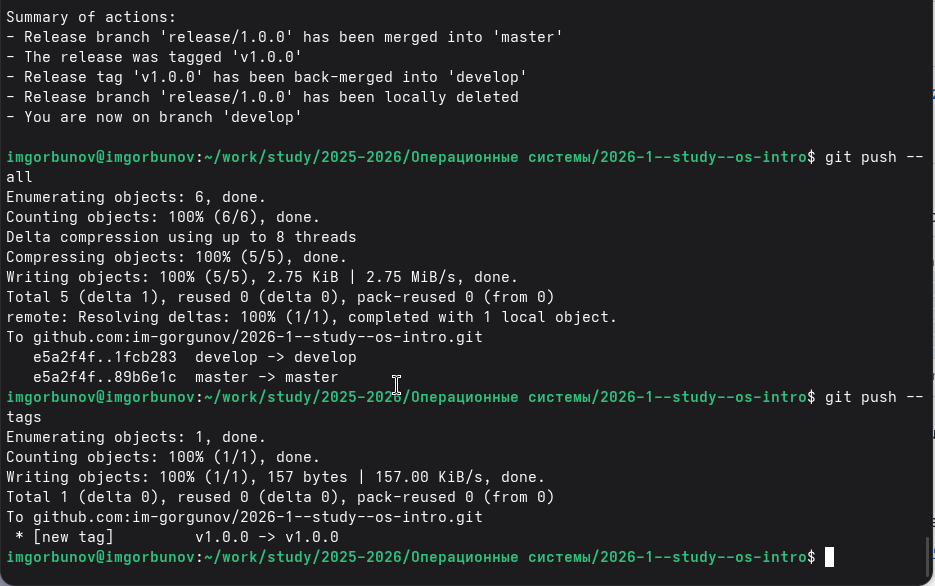 Summary of actions:
- Release branch 'release/1.0.0' has been merged into 'master'
- The release was tagged 'v1.0.0'
- Release tag 'v1.0.0' has been back-merged into 'develop'
- Release branch 'release/1.0.0' has been locally deleted
- You are now on branch 'develop'
imgorbunov@imgorbunov:~/work/study/2025-2026/Операционные системы/2026-1--study--os-intro$ git push --
all
Enumerating objects: 6, done.
Counting objects: 100% (6/6), done.
Delta compression using up to 8 threads
Compressing objects: 100% (5/5), done.
Writing objects: 100% (5/5), 2.75 KiB | 2.75 MiB/s, done.
Total 5 (delta 1), reused 0 (delta 0), pack-reused 0 (from 0)
remote: Resolving deltas: 100% (1/1), completed with 1 local object.
To github.com:im-gorgunov/2026-1--study--os-intro.git
   e5a2f4f..1fcb283  develop -> develop
   e5a2f4f..89b6e1c  master -> master
imgorbunov@imgorbunov:~/work/study/2025-2026/Операционные системы/2026-1--study--os-intro$ git push --
tags
Enumerating objects: 1, done.
Counting objects: 100% (1/1), done.
Writing objects: 100% (1/1), 157 bytes | 157.00 KiB/s, done.
Total 1 (delta 0), reused 0 (delta 0), pack-reused 0 (from 0)
To github.com:im-gorgunov/2026-1--study--os-intro.git
 * [new tag]         v1.0.0 -> v1.0.0
imgorbunov@imgorbunov:~/work/study/2025-2026/Операционные системы/2026-1--study--os-intro$